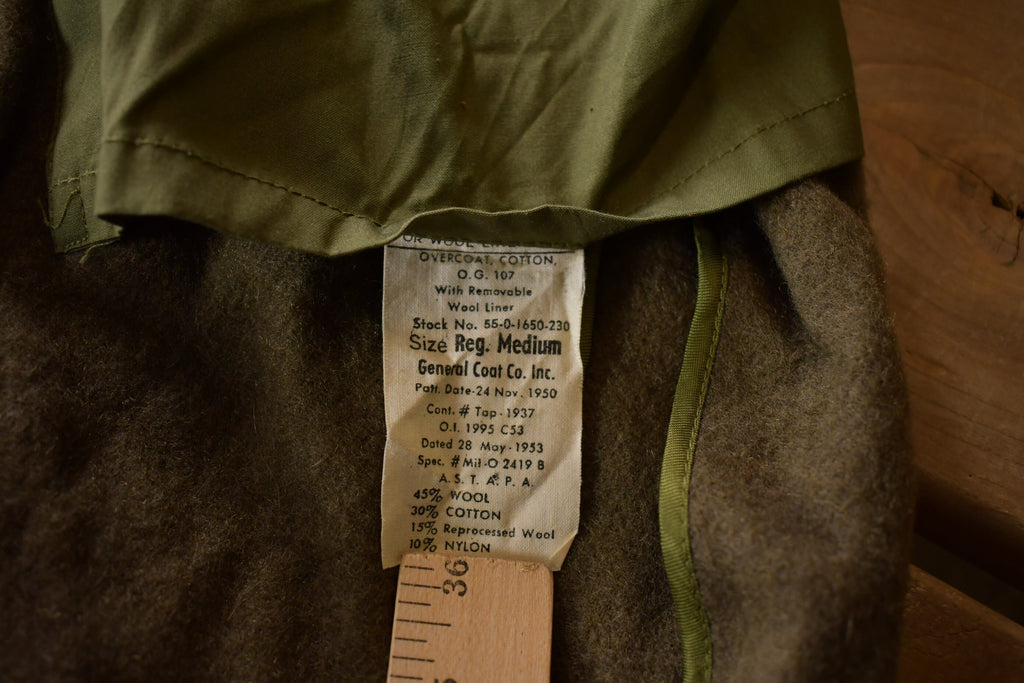 OR WOOL
OVERCOAT, COTTON,
O.G. 107
With Removable
Wool Liner
Stock No. 55-0-1650-230
Size Reg. Medium
General Coat Co. Inc.
Patt. Date-24 Nov. 1950
Cont. # Tap-1937
O.I. 1995 C53
Dated 28 May-1953
Spec. # Mil-O 2419 B
A. S. T. A. P. A.
45% WOOL
30% COTTON
15% Reprocessed Wool
10% NYLON
36